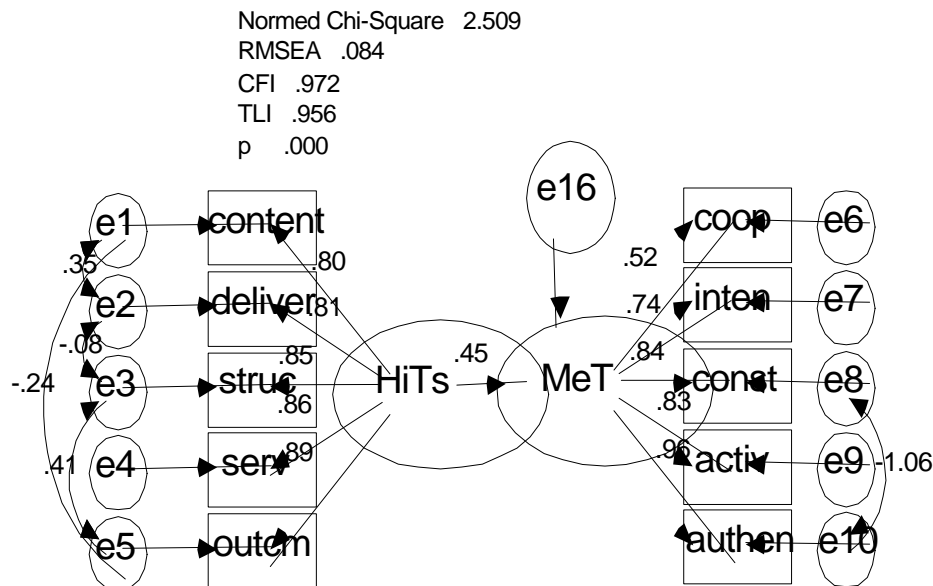 Normed Chi-Square 2.509
RMSEA .084
CFI .972
TLI .956
p .000
e16
e1 content coop e6
.35 .80 .52
e2 deliver .81 .74 inten e7
-.08 .85 .45 .84
-.24 e3 struc HiTs MeT const e8
.86 .83
.41 e4 serv .89 .96 activ e9 -1.06
e5 outcm authen e10